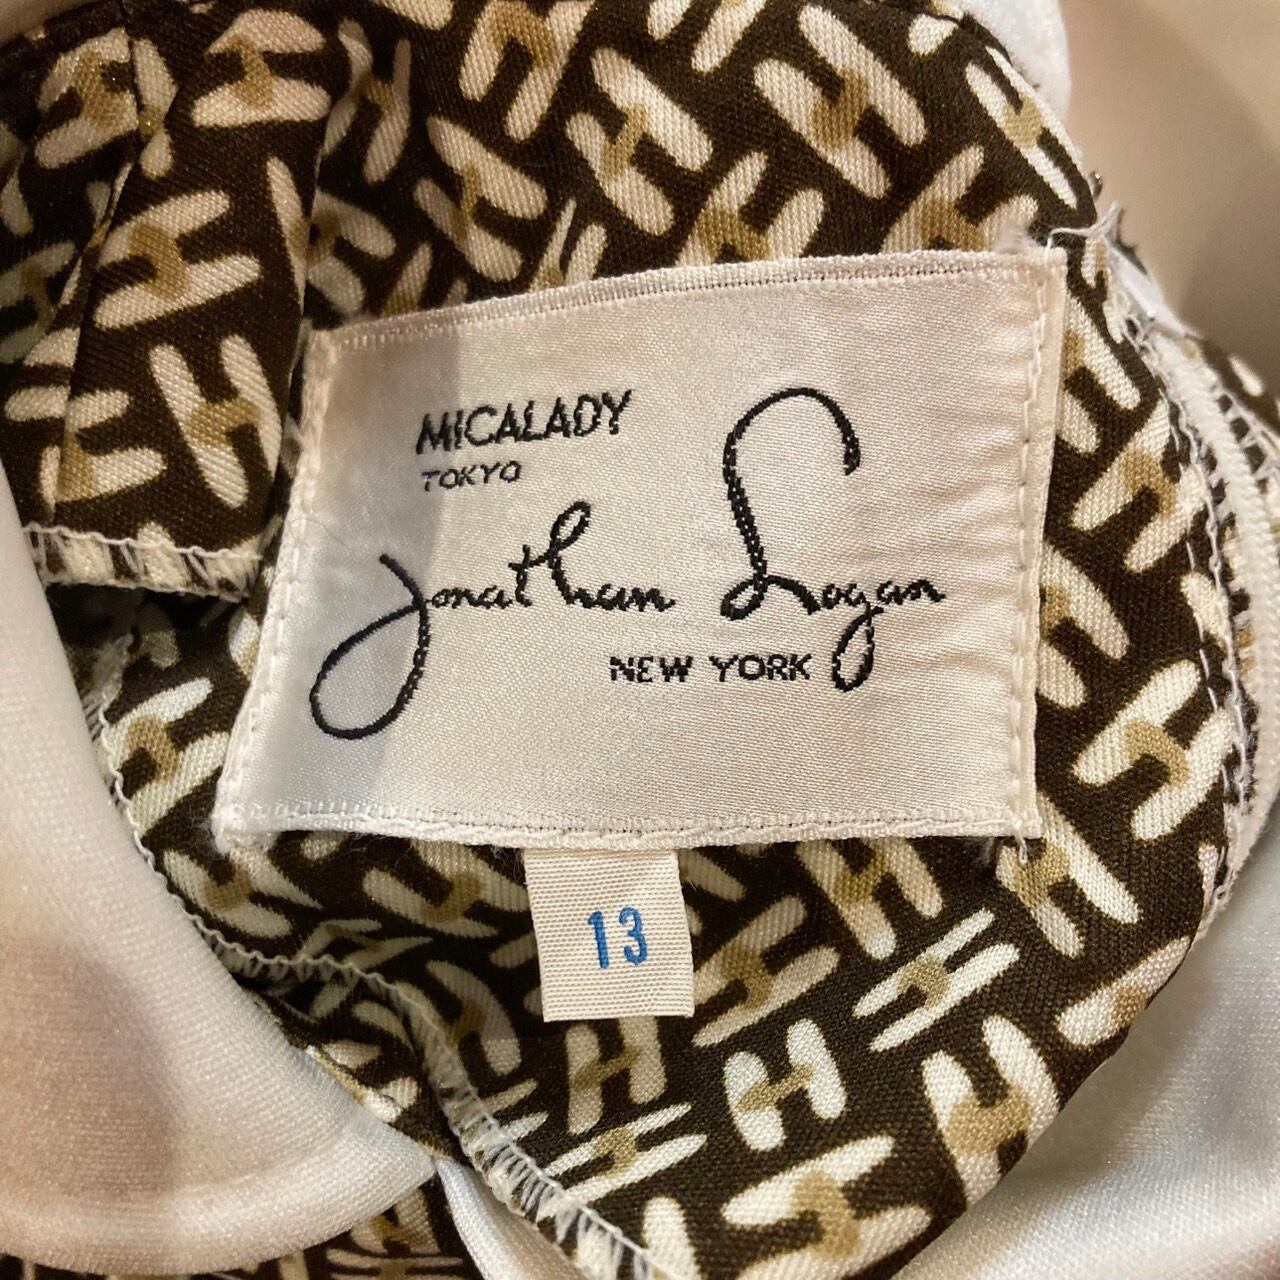 MICALADY
TOKYO
Jonathan Logan
NEW YORK
13